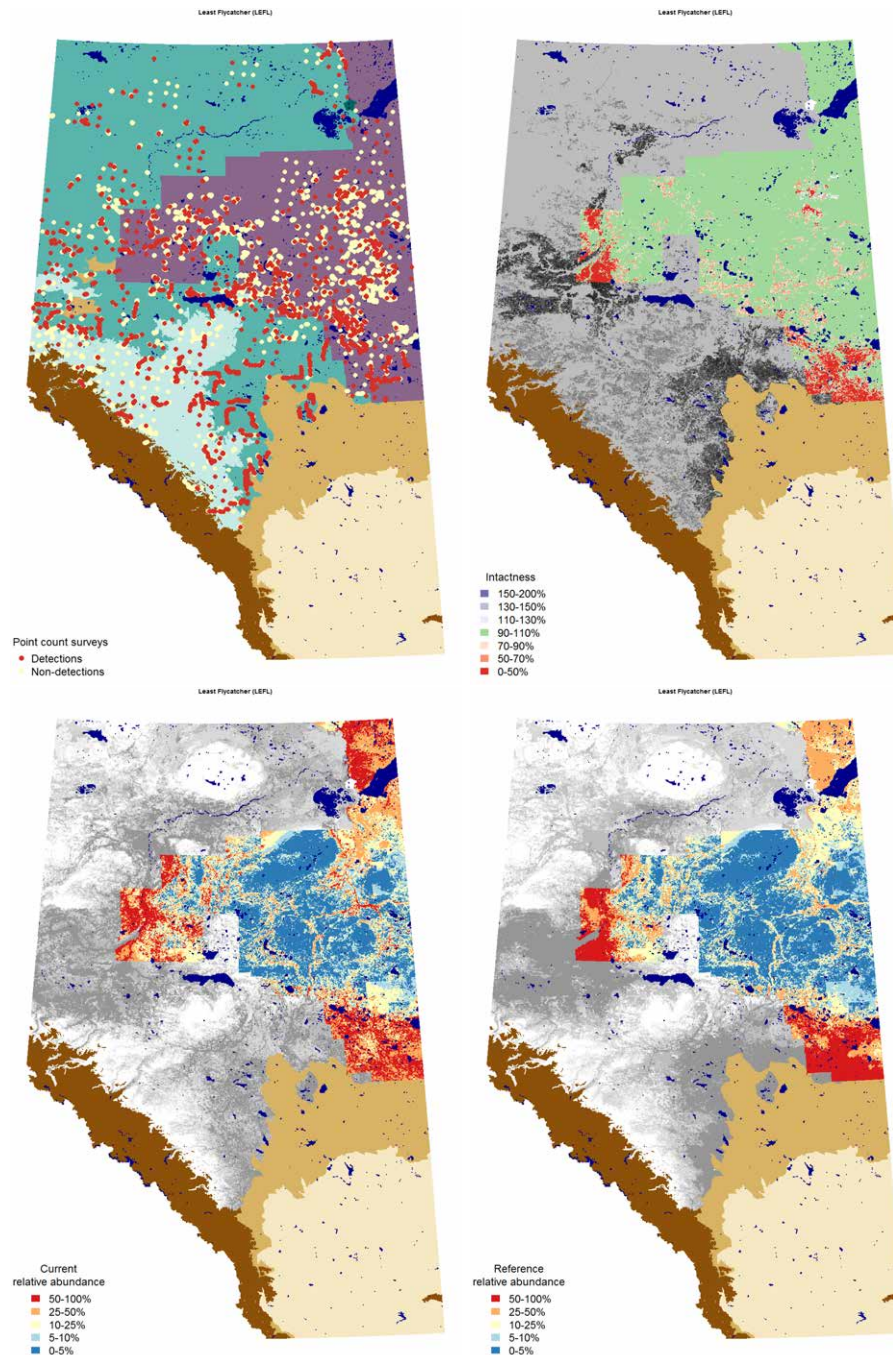 Least Flycatcher (LEFL)
Point count surveys
Detections
Non-detections
Least Flycatcher (LEFL)
Intactness
150-200%
130-150%
110-130%
90-110%
70-90%
50-70%
0-50%
Least Flycatcher (LEFL)
Current
relative abundance
50-100%
25-50%
10-25%
5-10%
0-5%
Least Flycatcher (LEFL)
Reference
relative abundance
50-100%
25-50%
10-25%
5-10%
0-5%